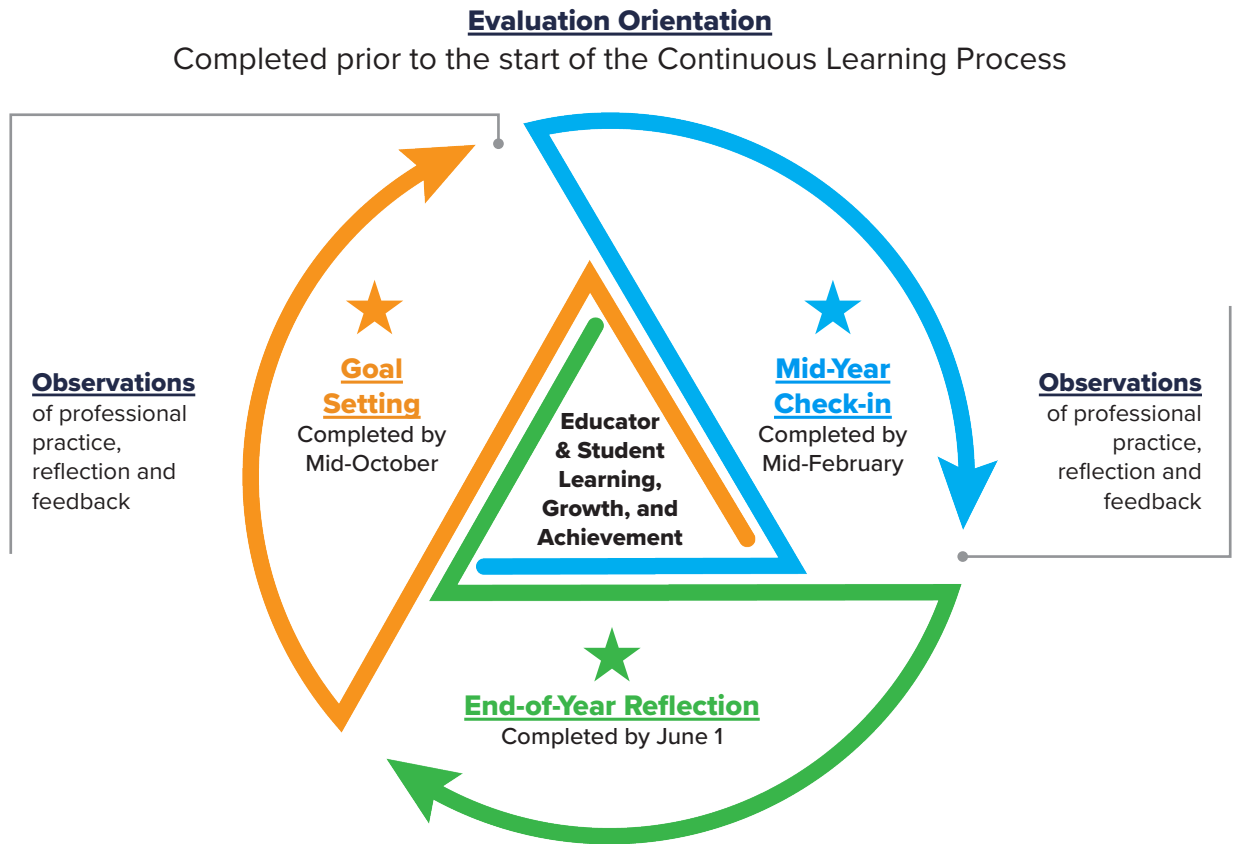 Evaluation Orientation
Completed prior to the start of the Continuous Learning Process
Observations
of professional
practice,
reflection and
feedback
Goal
Setting
Completed by
Mid-October
Educator
& Student
Learning,
Growth, and
Achievement
Mid-Year
Check-in
Completed by
Mid-February
Observations
of professional
practice,
reflection and
feedback
End-of-Year Reflection
Completed by June 1